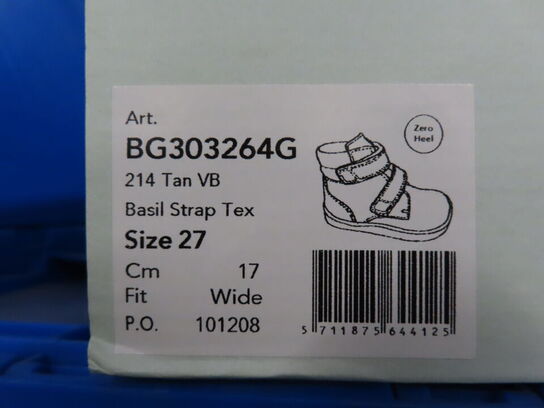 Art.
BG303264G
Zero
Heel
214 Tan VB
Basil Strap Tex
Size 27
Cm 17
Fit Wide
P.O. 101208
5 711875 644125